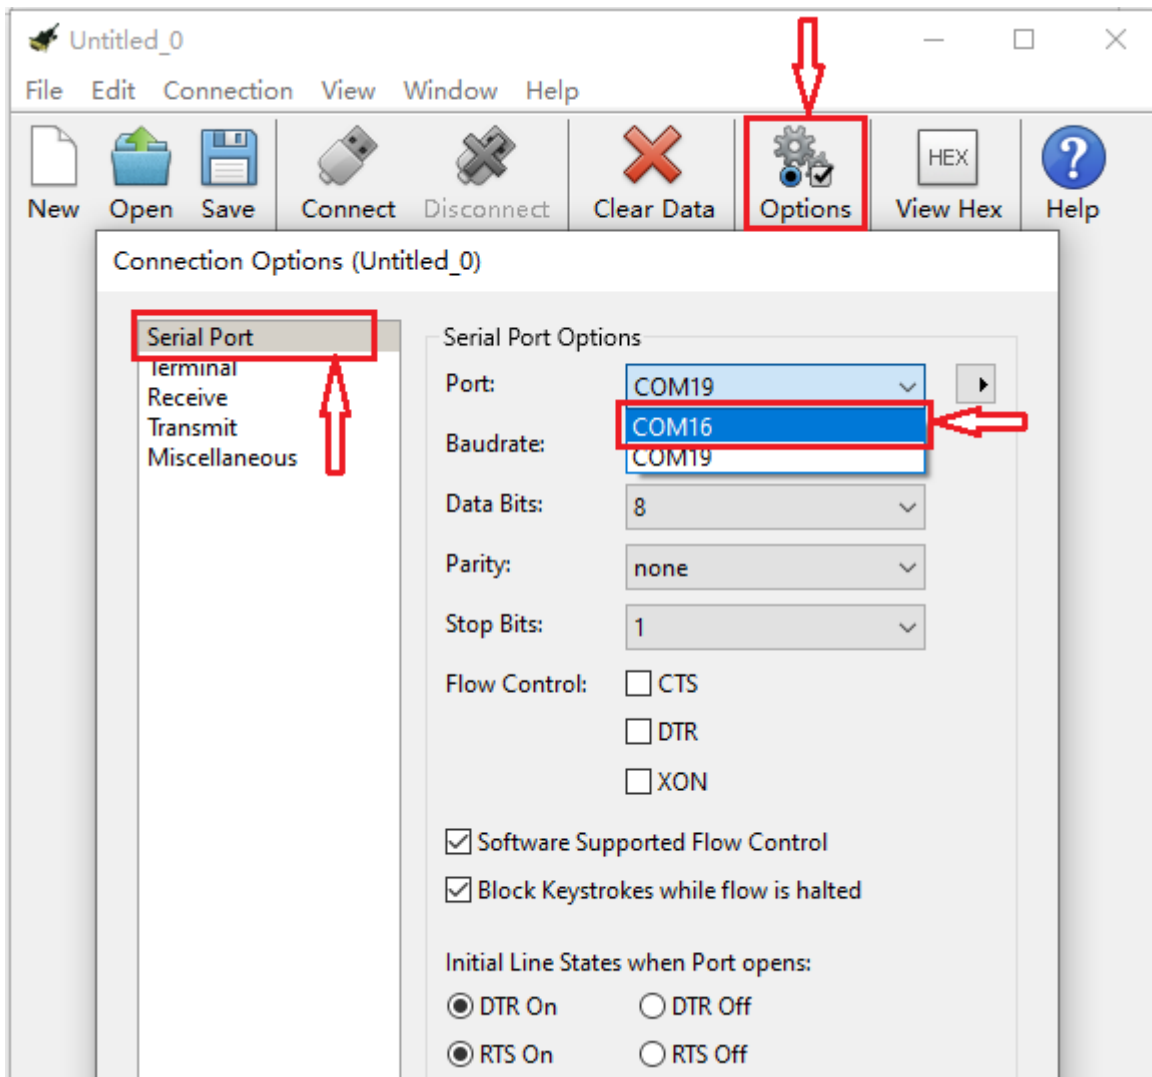 Untitled_0
File Edit Connection View Window Help
HEX
New Open Save Connect Disconnect Clear Data Options View Hex Help
Connection Options (Untitled_0)
Serial Port
Terminal
Receive
Transmit
Miscellaneous
Serial Port Options
Port: COM19
COM16
Baudrate:
COM19
Data Bits: 8
Parity: none
Stop Bits: 1
Flow Control: CTS
DTR
XON
Software Supported Flow Control
Block Keystrokes while flow is halted
Initial Line States when Port opens:
DTR On DTR Off
RTS On RTS Off